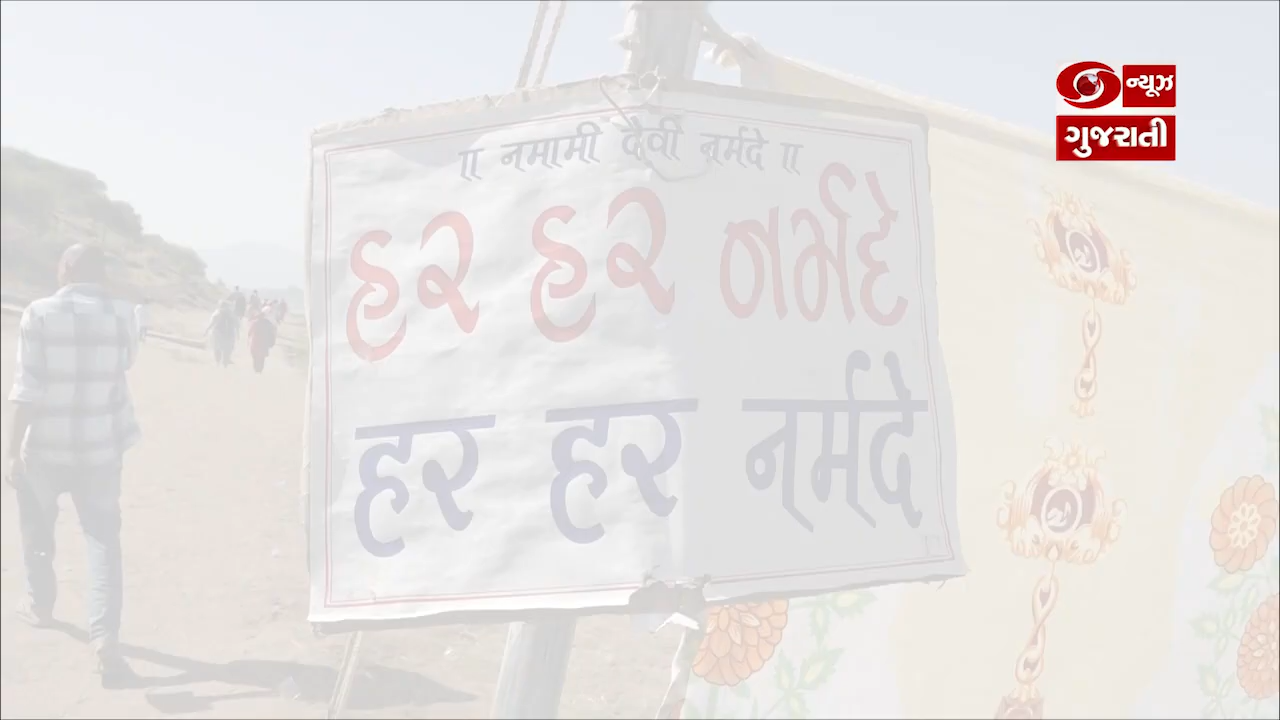 ॥ नमामी दैवी नर्मदे ॥
હર હર નર્મદે
हर हर नर्मदे
ન્યૂઝ
ગુજરાતી